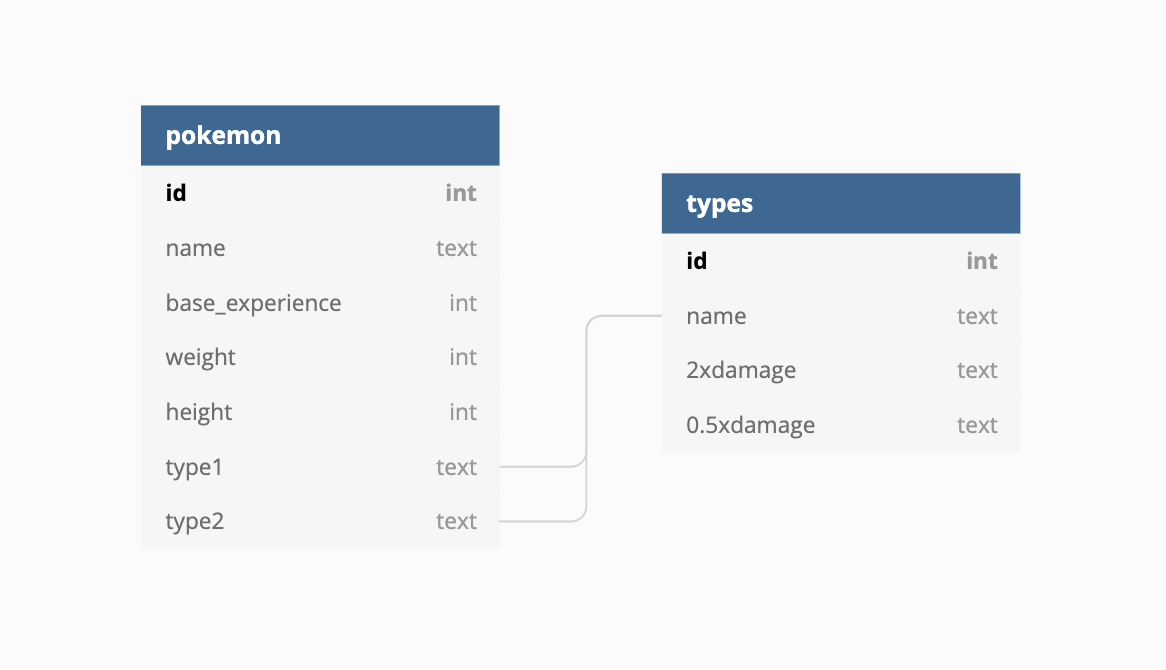 pokemon
id int
name text
base_experience int
weight int
height int
type1 text
type2 text
types
id int
name text
2xdamage text
0.5xdamage text